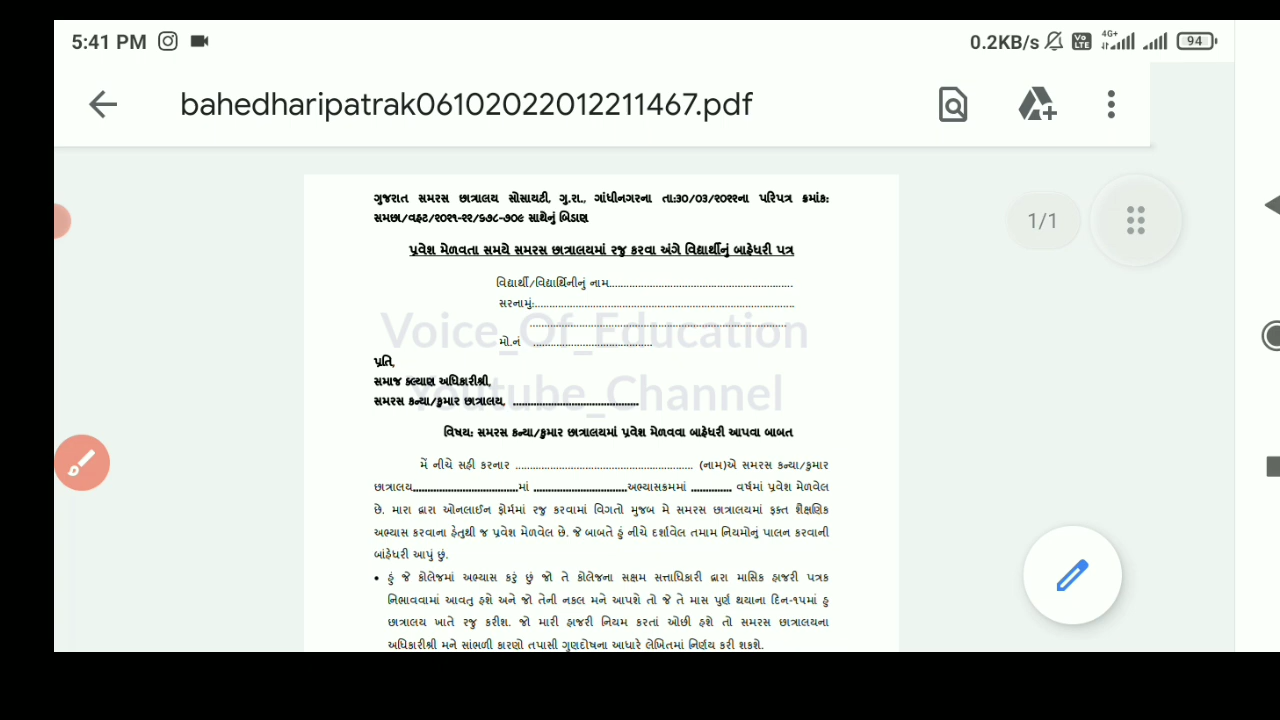 5:41 PM
0.2KB/s
Vo LTE
4G+
94
bahedharipatrak06102022012211467.pdf
1/1
ગુજરાત સમરસ છાત્રાલય સોસાયટી, ગુ.રા., ગાંધીનગરના તા:૩૦/૦૩/૨૦૨૨ના પરિપત્ર ક્રમાંક:
સમછા/વહટ/૨૦૨૧-૨૨/૬૭૮-૭૦૯ સાથેનું બિડાણ
પ્રવેશ મેળવતા સમયે સમરસ છાત્રાલયમાં રજુ કરવા અંગે વિદ્યાર્થીનું બાહેધરી પત્ર
વિદ્યાર્થી/વિદ્યાર્થિનીનું નામ............................................................
સરનામું:............................................................
............................................................
મો.નં ........................................
Voice_Of_Education
Youtube_Channel
પ્રતિ,
સમાજ કલ્યાણ અધિકારીશ્રી,
સમરસ કન્યા/કુમાર છાત્રાલય, ........................................
વિષય: સમરસ કન્યા/કુમાર છાત્રાલયમાં પ્રવેશ મેળવવા બાહેધરી આપવા બાબત
મેં નીચે સહી કરનાર ............................................................ (નામ)એ સમરસ કન્યા/કુમાર
છાત્રાલય...................................માં ...............................અભ્યાસક્રમમાં .............. વર્ષમાં પ્રવેશ મેળવેલ
છે. મારા દ્વારા ઓનલાઈન ફોર્મમાં રજુ કરવામાં વિગતો મુજબ મે સમરસ છાત્રાલયમાં ફક્ત શૈક્ષણિક
અભ્યાસ કરવાના હેતુથી જ પ્રવેશ મેળવેલ છે. જે બાબતે હું નીચે દર્શાવેલ તમામ નિયમોનું પાલન કરવાની
બાંહેધરી આપું છું.
• હું જે કોલેજમાં અભ્યાસ કરું છું જો તે કોલેજના સક્ષમ સત્તાધિકારી દ્વારા માસિક હાજરી પત્રક
નિભાવવામાં આવતુ હશે અને જો તેની નકલ મને આપશે તો જે તે માસ પુર્ણ થયાના દિન-૧૫માં હુ
છાત્રાલય ખાતે રજુ કરીશ. જો મારી હાજરી નિયમ કરતાં ઓછી હશે તો સમરસ છાત્રાલયના
અધિકારીશ્રી મને સાંભળી કારણો તપાસી ગુણદોષના આધારે લેખિતમાં નિર્ણય કરી શકશે.